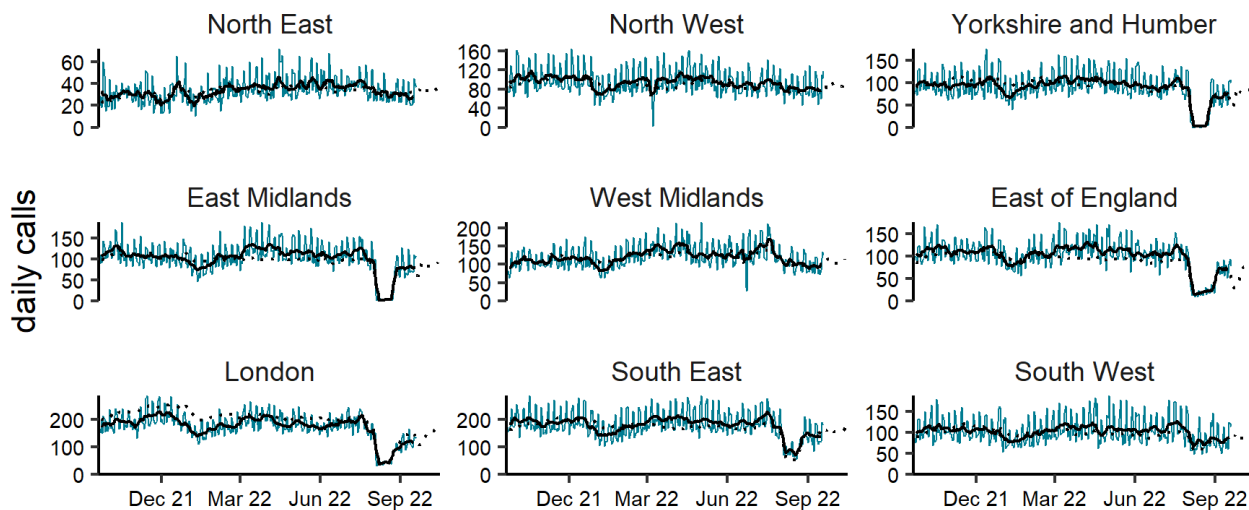 North East
North West
Yorkshire and Humber
60
40
20
0
160
120
80
40
0
150
100
50
0
daily calls
East Midlands
West Midlands
East of England
150
100
50
0
200
150
100
50
0
150
100
50
0
London
South East
South West
200
100
0
200
100
0
150
100
50
0
Dec 21 Mar 22 Jun 22 Sep 22
Dec 21 Mar 22 Jun 22 Sep 22
Dec 21 Mar 22 Jun 22 Sep 22